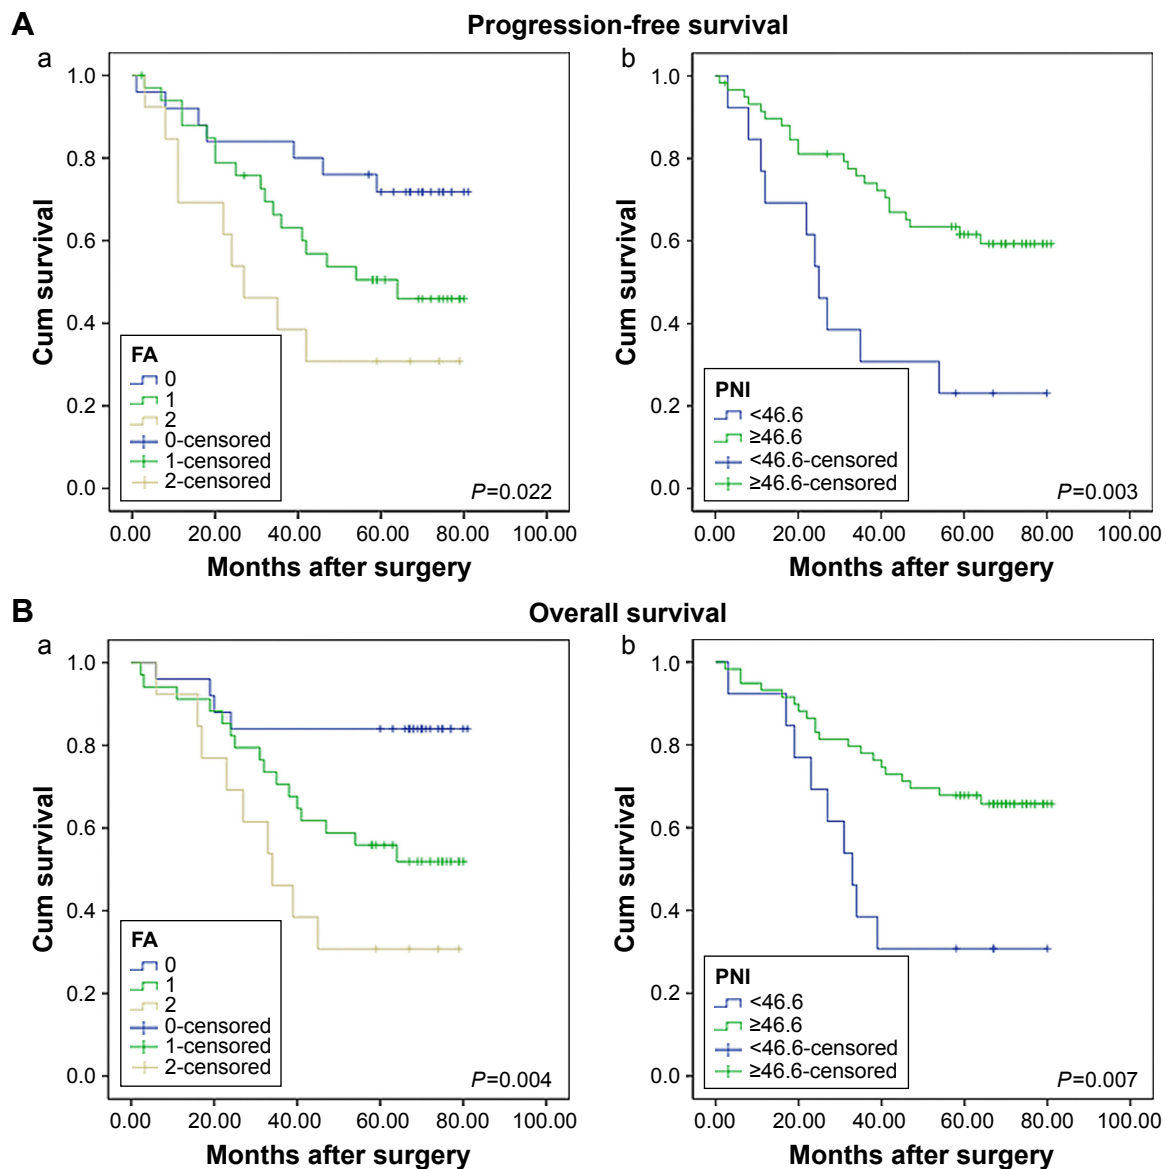 A
Progression-free survival
a
1.0
0.8
0.6
0.4
0.2
0.0
Cum survival
FA
0
1
2
0-censored
1-censored
2-censored
P=0.022
0.00 20.00 40.00 60.00 80.00 100.00
Months after surgery
b
1.0
0.8
0.6
0.4
0.2
0.0
Cum survival
PNI
<46.6
≥46.6
<46.6-censored
≥46.6-censored
P=0.003
0.00 20.00 40.00 60.00 80.00 100.00
Months after surgery
B
Overall survival
a
1.0
0.8
0.6
0.4
0.2
0.0
Cum survival
FA
0
1
2
0-censored
1-censored
2-censored
P=0.004
0.00 20.00 40.00 60.00 80.00 100.00
Months after surgery
b
1.0
0.8
0.6
0.4
0.2
0.0
Cum survival
PNI
<46.6
≥46.6
<46.6-censored
≥46.6-censored
P=0.007
0.00 20.00 40.00 60.00 80.00 100.00
Months after surgery